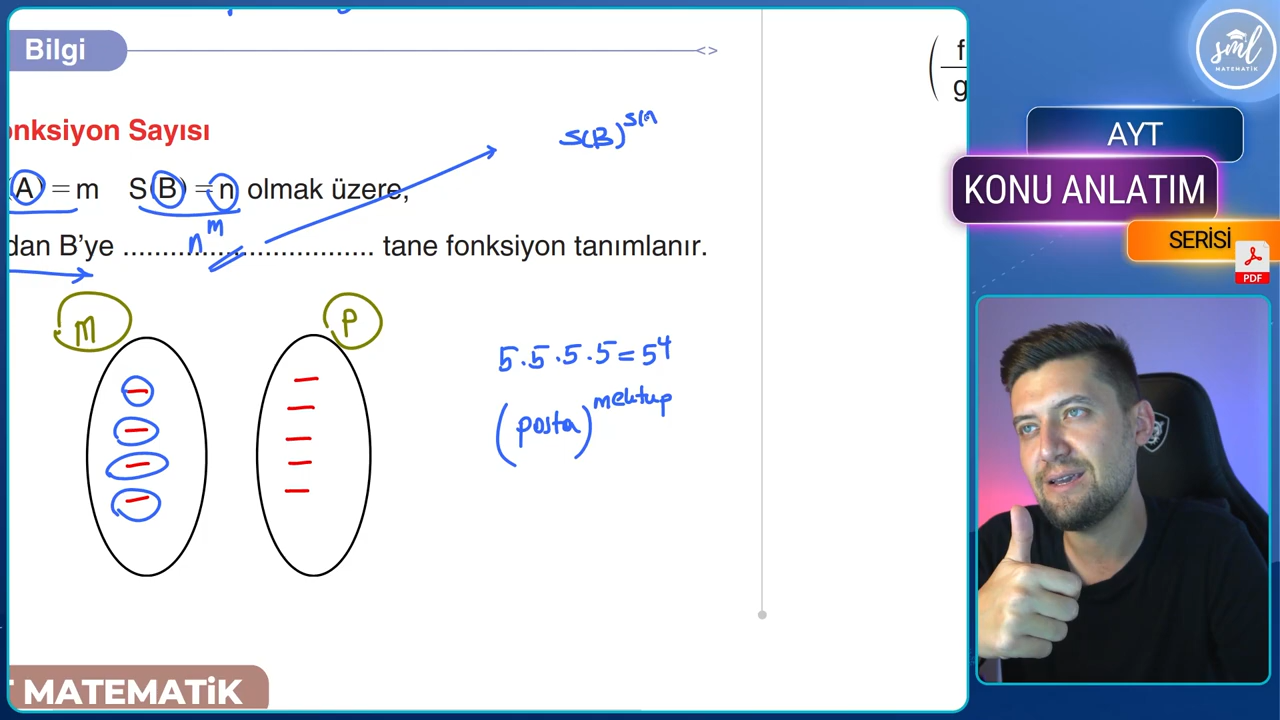 Bilgi
<>
onksiyon Sayısı
(A) = m S(B) = n olmak üzere,
S(B)^S(A
n^m
dan B'ye ................................ tane fonksiyon tanımlanır.
M
P
5.5.5.5=5^4
(posta)^mektup
MATEMATİK
(f
g
sml
MATEMATİK
AYT
KONU ANLATIM
SERİSİ
PDF